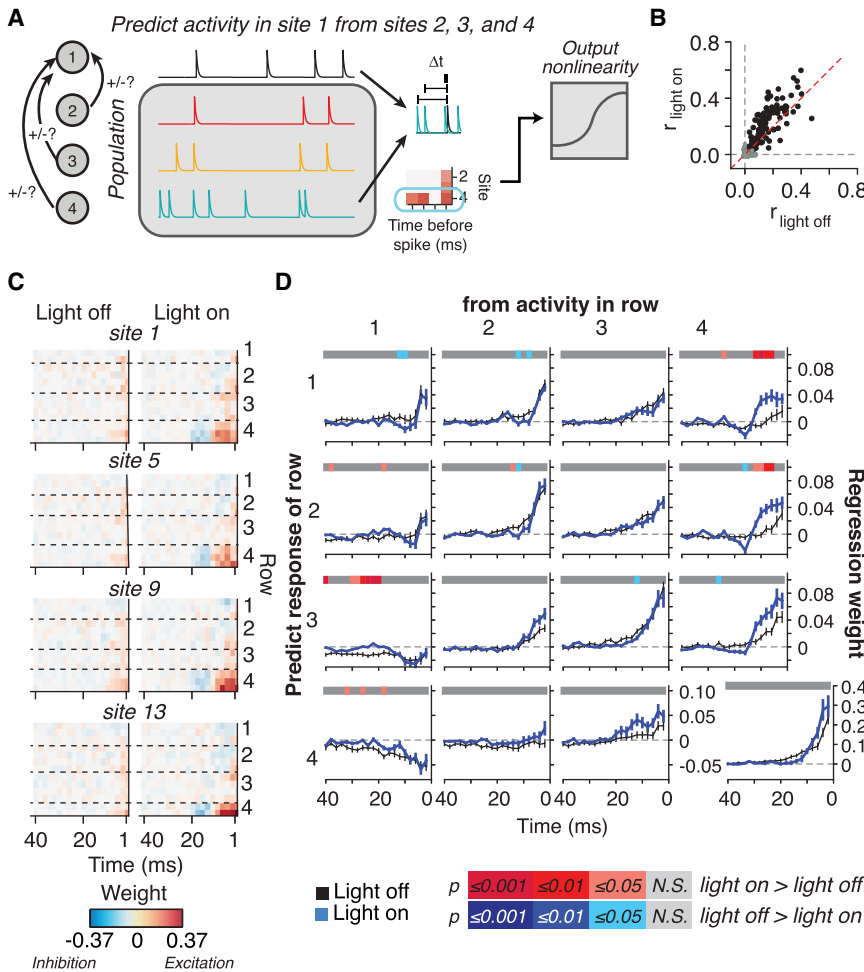 A
Predict activity in site 1 from sites 2, 3, and 4
1
2
3
4
+/-?
+/-?
+/-?
Population
Δt
2
4
Site
Time before
spike (ms)
Output
nonlinearity
B
r light on
0.8
0.4
0.0
0.0 0.4 0.8
r light off
C
Light off Light on
site 1
1
2
3
4
site 5
1
2
3
4
Row
site 9
1
2
3
4
site 13
1
2
3
4
40 20 1 40 20 1
Time (ms)
Weight
-0.37 0 0.37
Inhibition Excitation
D
from activity in row
1 2 3 4
Predict response of row
1
0.08
0.04
0
2
0.08
0.04
0
Regression weight
3
0.08
0.04
0
4
0.10
0.05
0
-0.05
0.4
0.3
0.2
0.1
0
40 20 0 40 20 0 40 20 0 40 20 0
Time (ms)
Light off
Light on
p ≤0.001 ≤0.01 ≤0.05 N.S. light on > light off
p ≤0.001 ≤0.01 ≤0.05 N.S. light off > light on